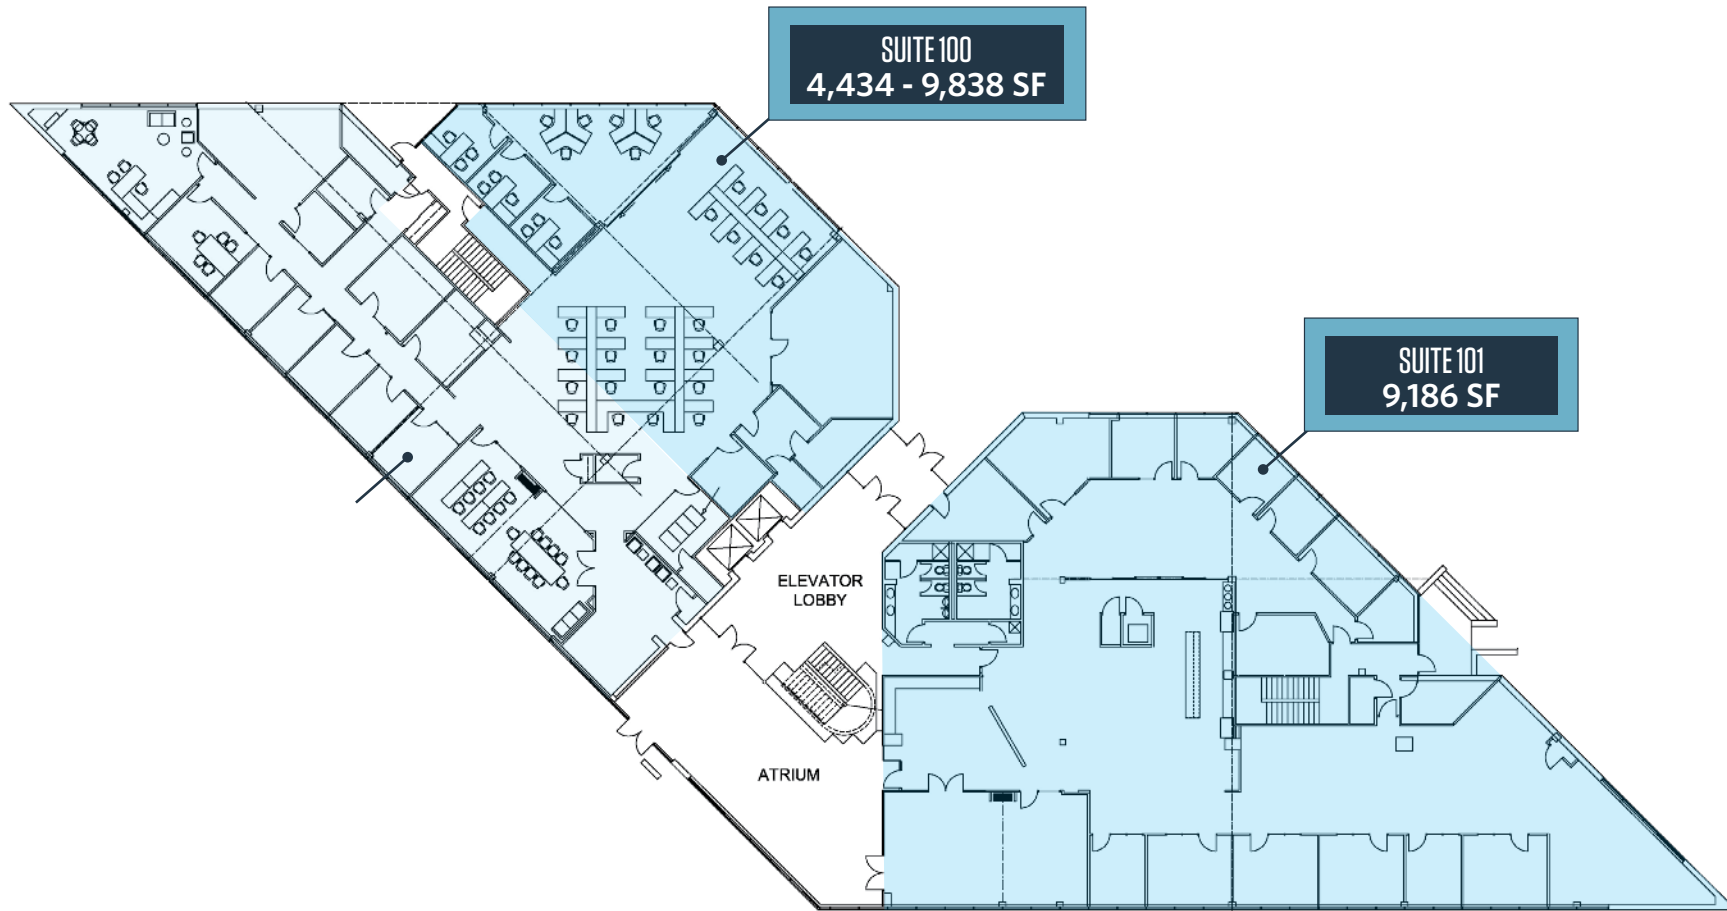 SUITE 100
4,434 - 9,838 SF
SUITE 101
9,186 SF
ELEVATOR
LOBBY
ATRIUM